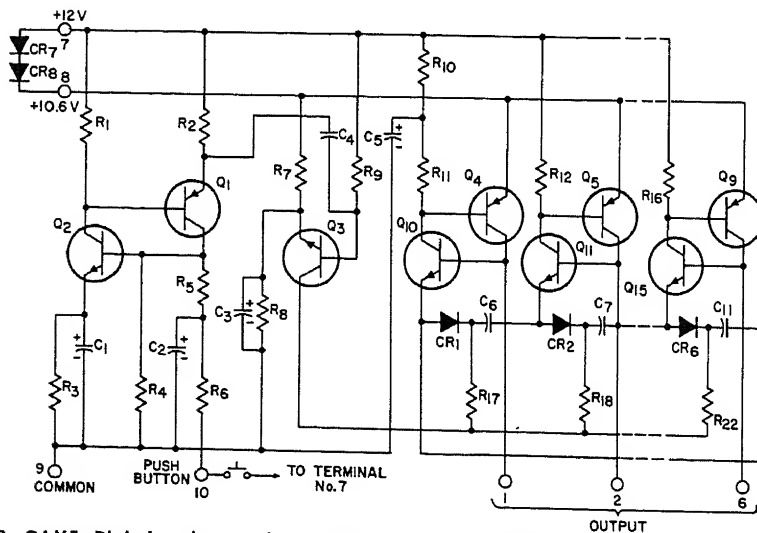 +12V
7
CR7
CR8
8
+10.6V
R1
R2
C4
C5
R10
R7
R9
R11
Q4
R12
Q5
R16
Q9
Q1
Q2
Q3
Q10
Q11
Q15
R5
C3
R8
C6
C7
C11
CR1
CR2
CR6
C1
C2
R3
R4
R6
R17
R18
R22
9
COMMON
PUSH
BUTTON
10
TO TERMINAL
No.7
1
2
6
OUTPUT